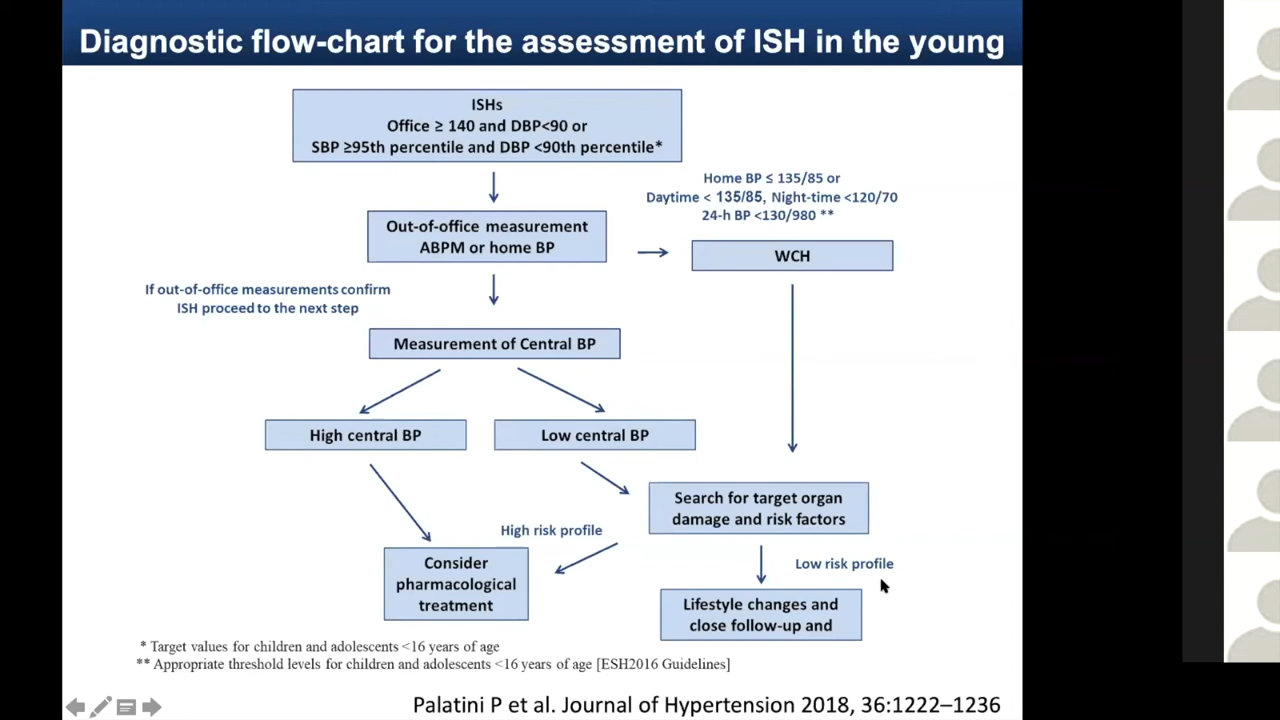 Diagnostic flow-chart for the assessment of ISH in the young
ISHs
Office ≥ 140 and DBP<90 or
SBP ≥95th percentile and DBP <90th percentile*
Home BP ≤ 135/85 or
Daytime < 135/85, Night-time <120/70
24-h BP <130/980 **
Out-of-office measurement
ABPM or home BP
WCH
If out-of-office measurements confirm
ISH proceed to the next step
Measurement of Central BP
High central BP
Low central BP
Search for target organ
damage and risk factors
High risk profile
Low risk profile
Consider
pharmacological
treatment
Lifestyle changes and
close follow-up and
* Target values for children and adolescents <16 years of age
** Appropriate threshold levels for children and adolescents <16 years of age [ESH2016 Guidelines]
Palatini P et al. Journal of Hypertension 2018, 36:1222–1236